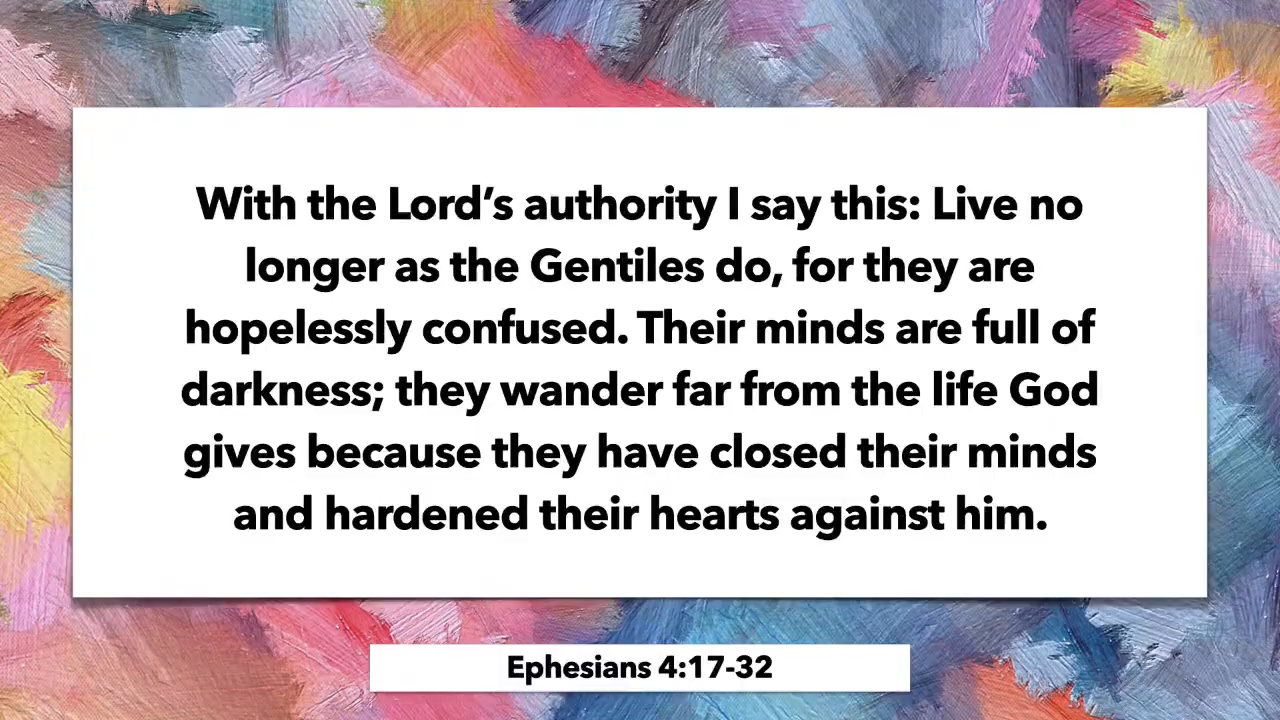 With the Lord’s authority I say this: Live no
longer as the Gentiles do, for they are
hopelessly confused. Their minds are full of
darkness; they wander far from the life God
gives because they have closed their minds
and hardened their hearts against him.
Ephesians 4:17-32